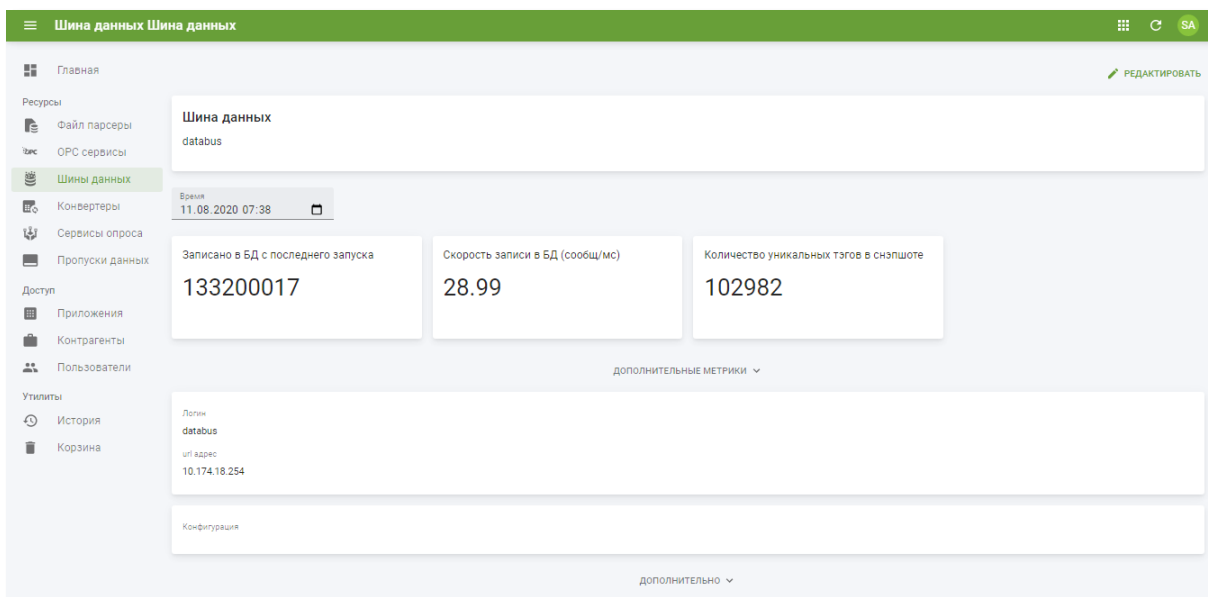 Шина данных Шина данных
SA
Главная
РЕДАКТИРОВАТЬ
Ресурсы
Файл парсеры
OPC
OPC сервисы
Шины данных
Конвертеры
Сервисы опроса
Пропуски данных
Доступ
Приложения
Контрагенты
Пользователи
Утилиты
История
Корзина
Шина данных
databus
Время
11.08.2020 07:38
Записано в БД с последнего запуска
133200017
Скорость записи в БД (сообщ/мс)
28.99
Количество уникальных тэгов в снэпшоте
102982
ДОПОЛНИТЕЛЬНЫЕ МЕТРИКИ
Логин
databus
url адрес
10.174.18.254
Конфигурация
ДОПОЛНИТЕЛЬНО